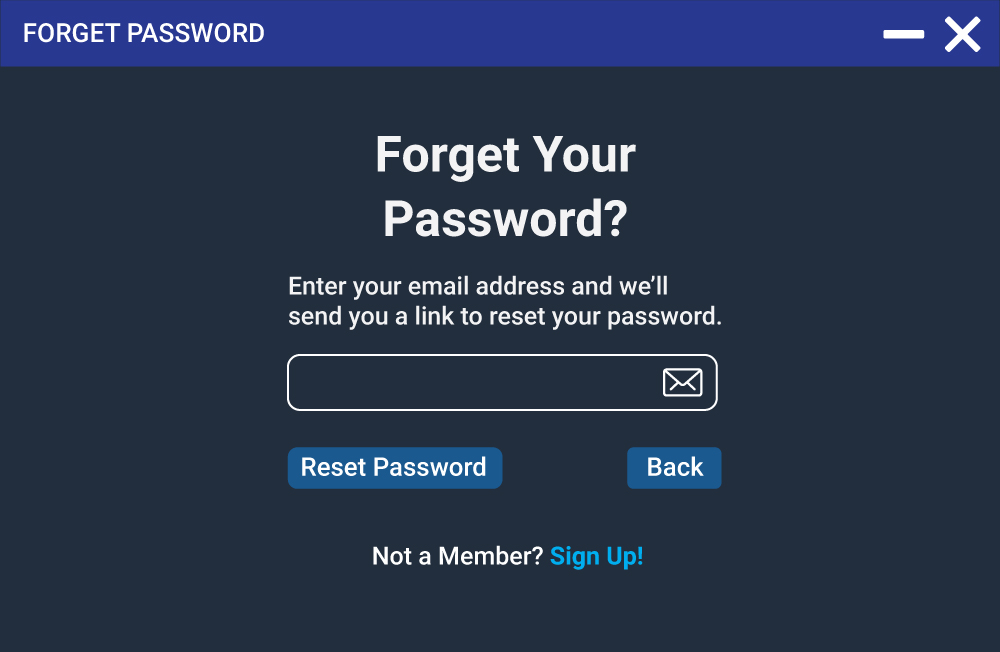 FORGET PASSWORD
Forget Your
Password?
Enter your email address and we’ll
send you a link to reset your password.
Reset Password
Back
Not a Member? Sign Up!